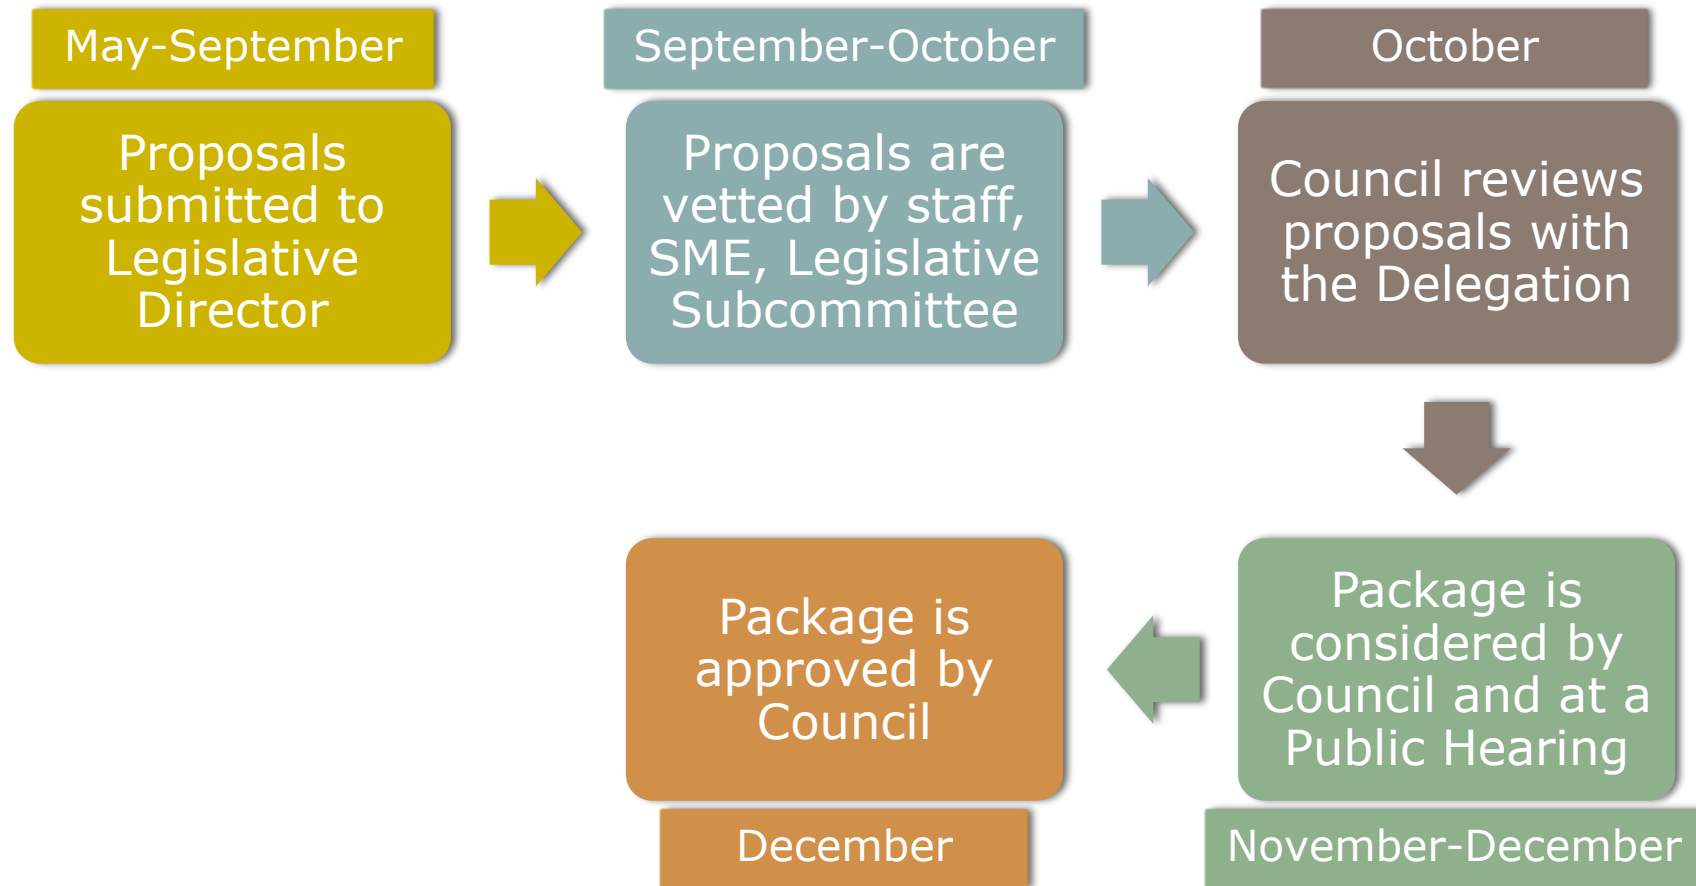 May-September
Proposals
submitted to
Legislative
Director
September-October
Proposals are
vetted by staff,
SME, Legislative
Subcommittee
October
Council reviews
proposals with
the Delegation
Package is
considered by
Council and at a
Public Hearing
November-December
Package is
approved by
Council
December